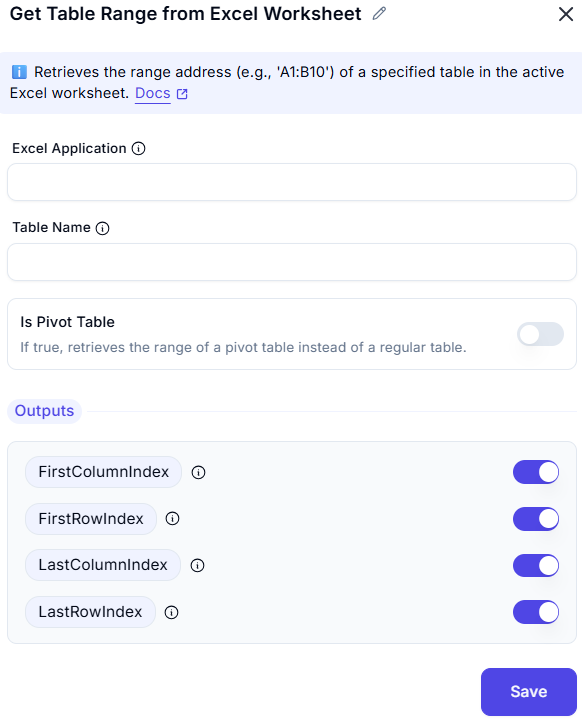 Get Table Range from Excel Worksheet
Retrieves the range address (e.g., 'A1:B10') of a specified table in the active
Excel worksheet. Docs
Excel Application
Table Name
Is Pivot Table
If true, retrieves the range of a pivot table instead of a regular table.
Outputs
FirstColumnIndex
FirstRowIndex
LastColumnIndex
LastRowIndex
Save